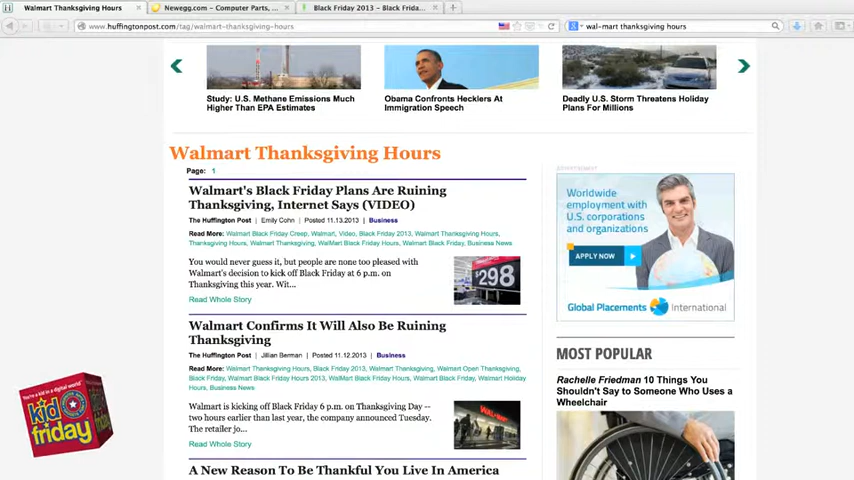 Walmart Thanksgiving Hours
Newegg.com - Computer Parts, ...
Black Friday 2013 – Black Frida...
www.huffingtonpost.com/tag/walmart-thanksgiving-hours
wal-mart thanksgiving hours
Study: U.S. Methane Emissions Much
Higher Than EPA Estimates
Obama Confronts Hecklers At
Immigration Speech
Deadly U.S. Storm Threatens Holiday
Plans For Millions
Walmart Thanksgiving Hours
Page: 1
Walmart's Black Friday Plans Are Ruining
Thanksgiving, Internet Says (VIDEO)
The Huffington Post | Emily Cohn | Posted 11.13.2013 | Business
Read More: Walmart Black Friday Creep, Walmart, Video, Black Friday 2013, Walmart Thanksgiving Hours,
Thanksgiving Hours, Walmart Thanksgiving, WalMart Black Friday Hours, Walmart Black Friday, Business News
You would never guess it, but people are none too pleased with
Walmart's decision to kick off Black Friday at 6 p.m. on
Thanksgiving this year. Wit...
$298
Read Whole Story
Walmart Confirms It Will Also Be Ruining
Thanksgiving
The Huffington Post | Jillian Berman | Posted 11.12.2013 | Business
Read More: Walmart Thanksgiving Hours, Black Friday 2013, Walmart Thanksgiving, Walmart Open Thanksgiving,
Black Friday, Walmart Black Friday Hours 2013, WalMart Black Friday Hours, Walmart Black Friday, Walmart Holiday
Hours, Business News
Walmart is kicking off Black Friday 6 p.m. on Thanksgiving Day --
two hours earlier than last year, the company announced Tuesday.
The retailer jo...
WALMART
Read Whole Story
A New Reason To Be Thankful You Live In America
ADVERTISEMENT
Worldwide
employment with
U.S. corporations
and organizations
APPLY NOW
Global Placements International
MOST POPULAR
Rachelle Friedman 10 Things You
Shouldn't Say to Someone Who Uses a
Wheelchair
You're a kid in a digital world!
kid
friday